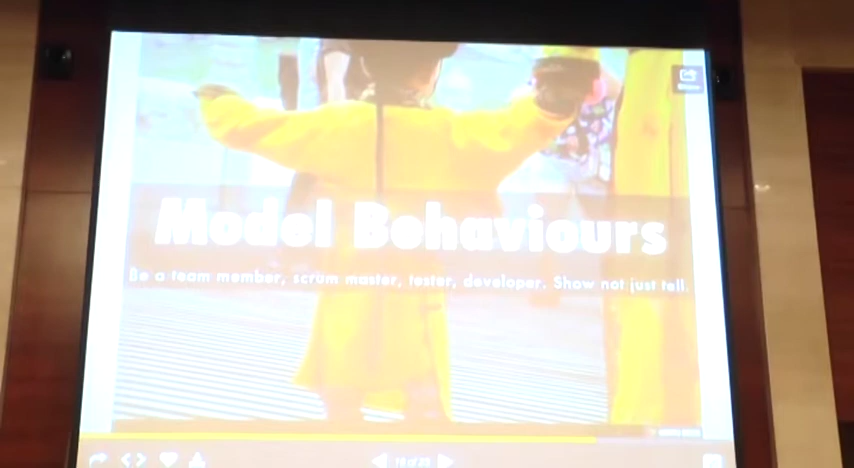 Model Behaviours
Be a team member, scrum master, tester, developer. Show not just tell.